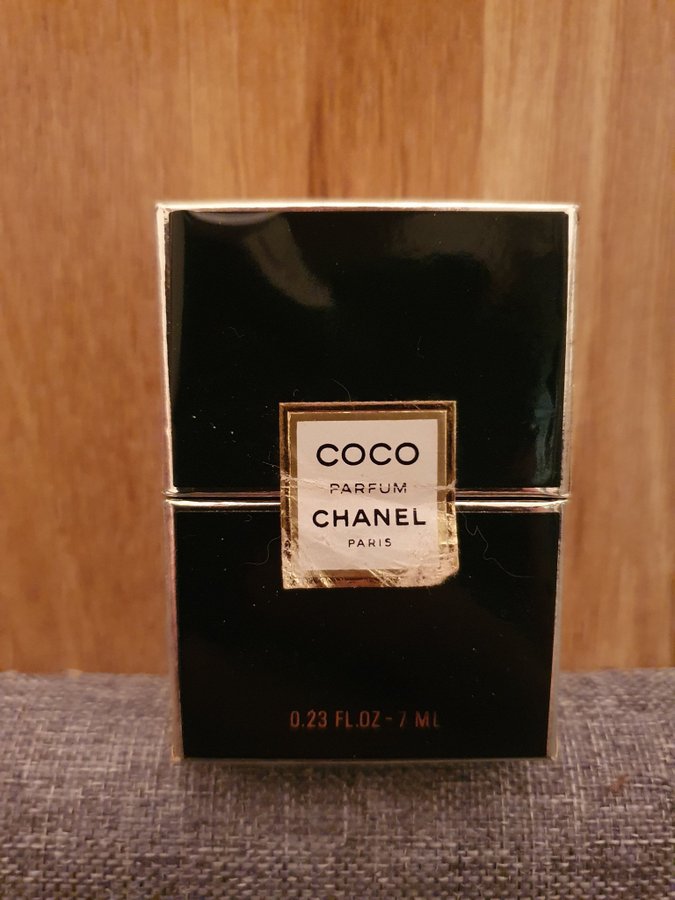 COCO
PARFUM
CHANEL
PARIS
0.23 FL.OZ - 7 ML